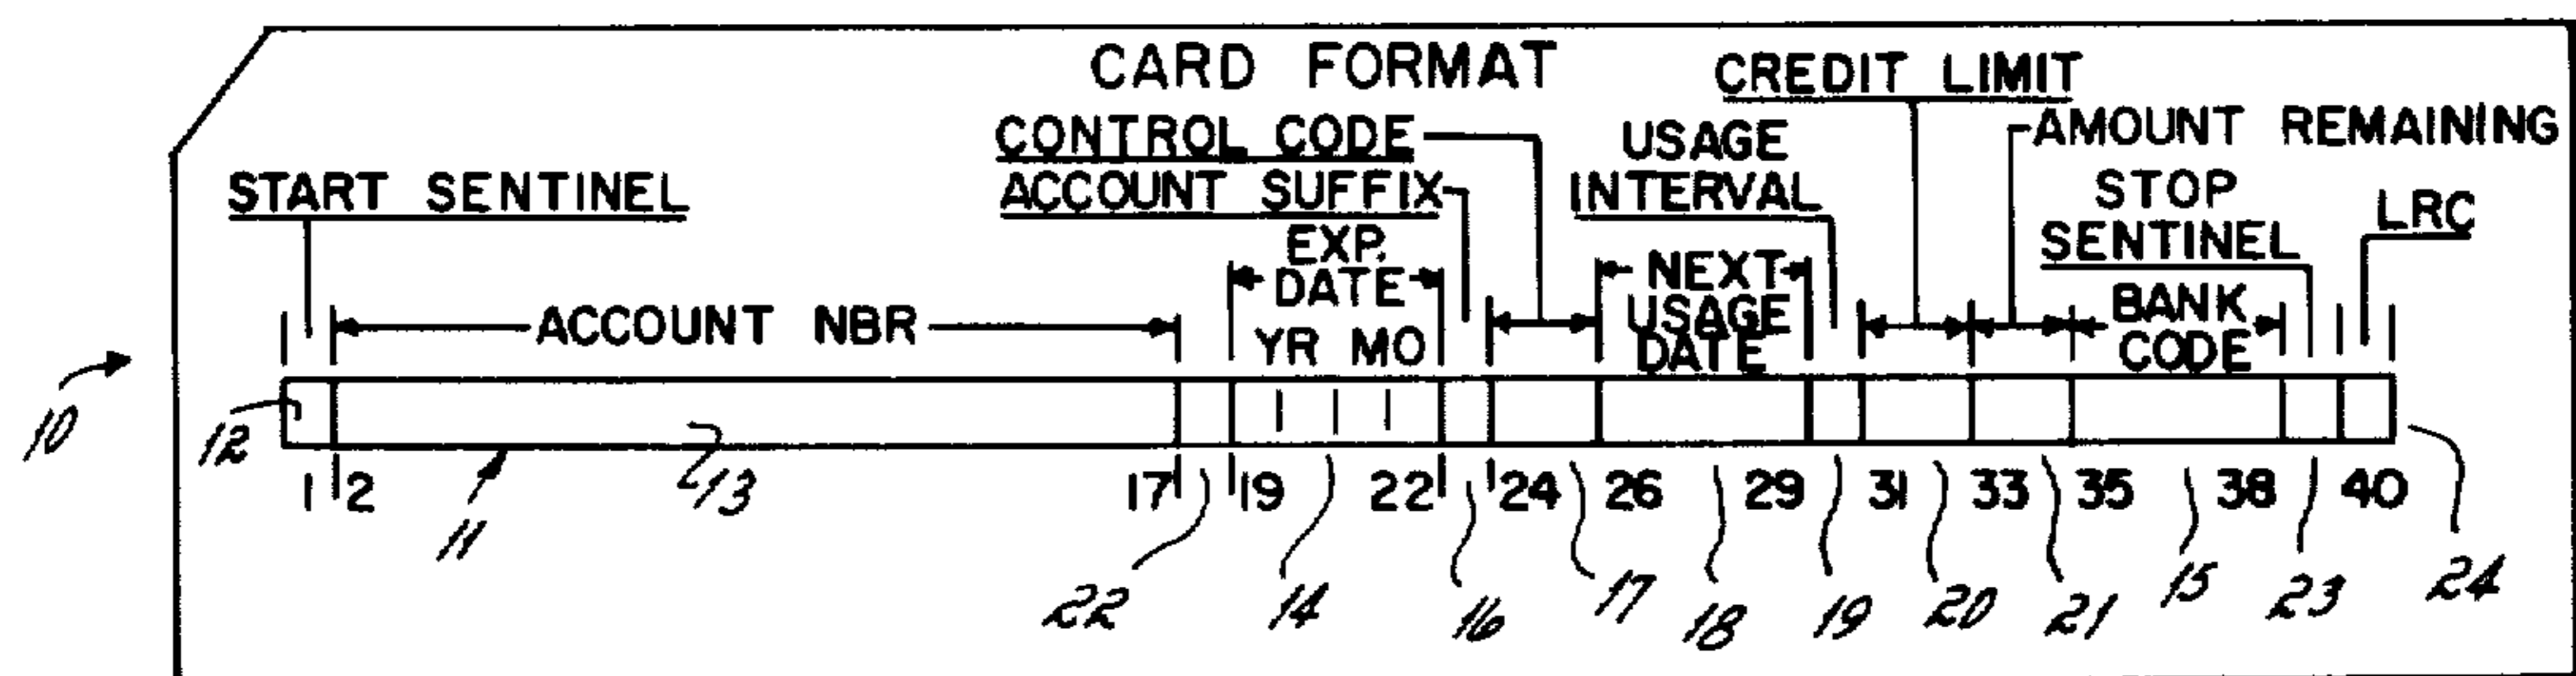 CARD FORMAT
CREDIT LIMIT
CONTROL CODE
USAGE
INTERVAL
AMOUNT REMAINING
START SENTINEL
ACCOUNT SUFFIX
STOP
SENTINEL
LRC
EXP.
DATE
YR MO
NEXT
USAGE
DATE
BANK
CODE
ACCOUNT NBR
10
12
1 2 17 19 22 24 26 29 31 33 35 38 40
11
13
22 14 16 17 18 19 20 21 15 23 24